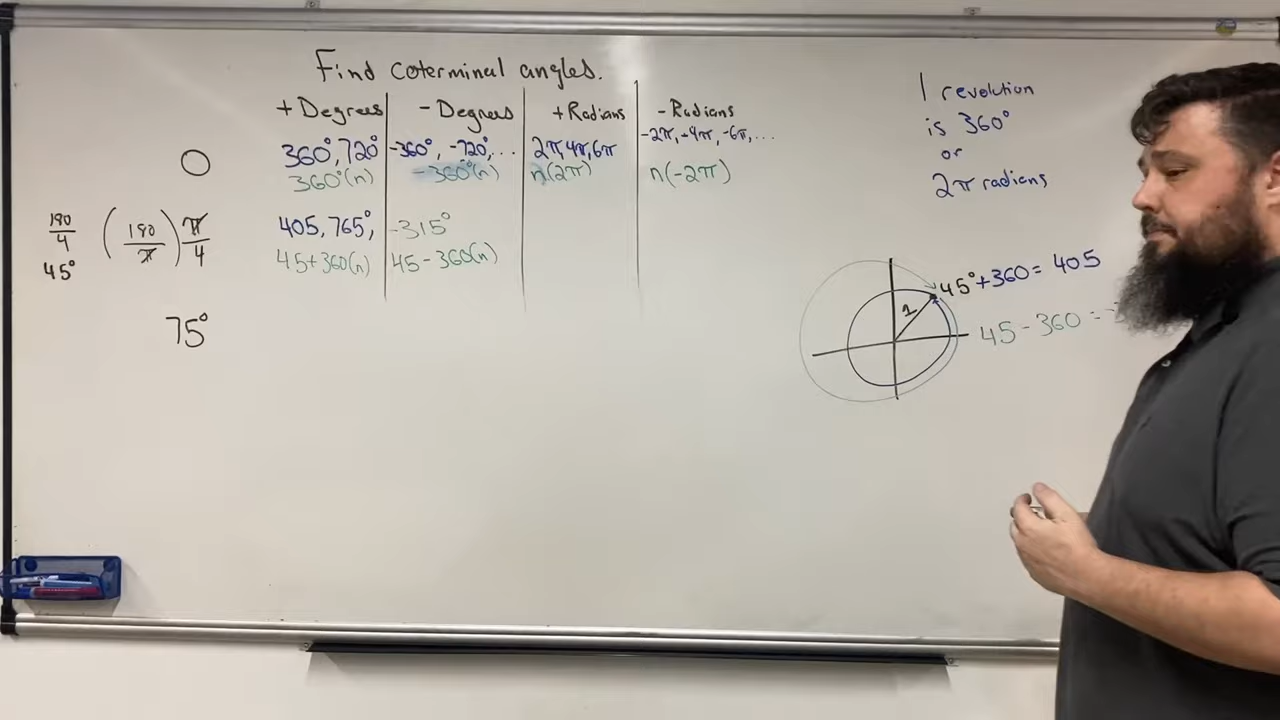 Find coterminal angles.
+ Degrees - Degrees + Radians - Radians
0 360°, 720° -360°, -720°, ... 2π, 4π, 6π -2π, -4π, -6π, ...
360°(n) -360°(n) n(2π) n(-2π)
180/4 (180/π) π/4 405, 765°, -315°
45° 45+360(n) 45-360(n)
75°
1 revolution
is 360°
or
2π radians
1 45°+360= 405
45-360 =